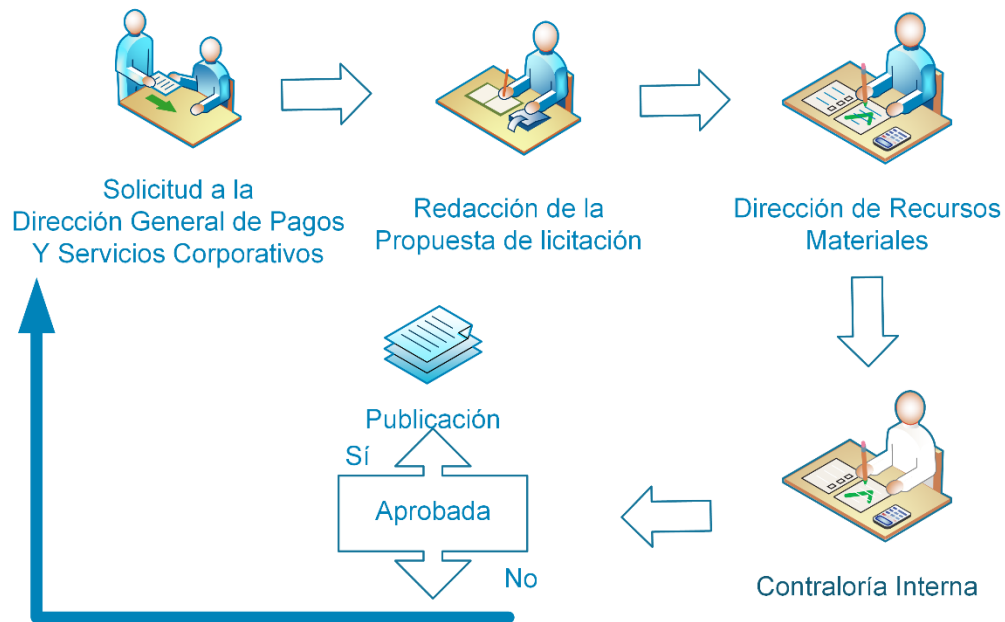 Solicitud a la
Dirección General de Pagos
Y Servicios Corporativos
Redacción de la
Propuesta de licitación
Dirección de Recursos
Materiales
Publicación
Sí
Aprobada
No
Contraloría Interna